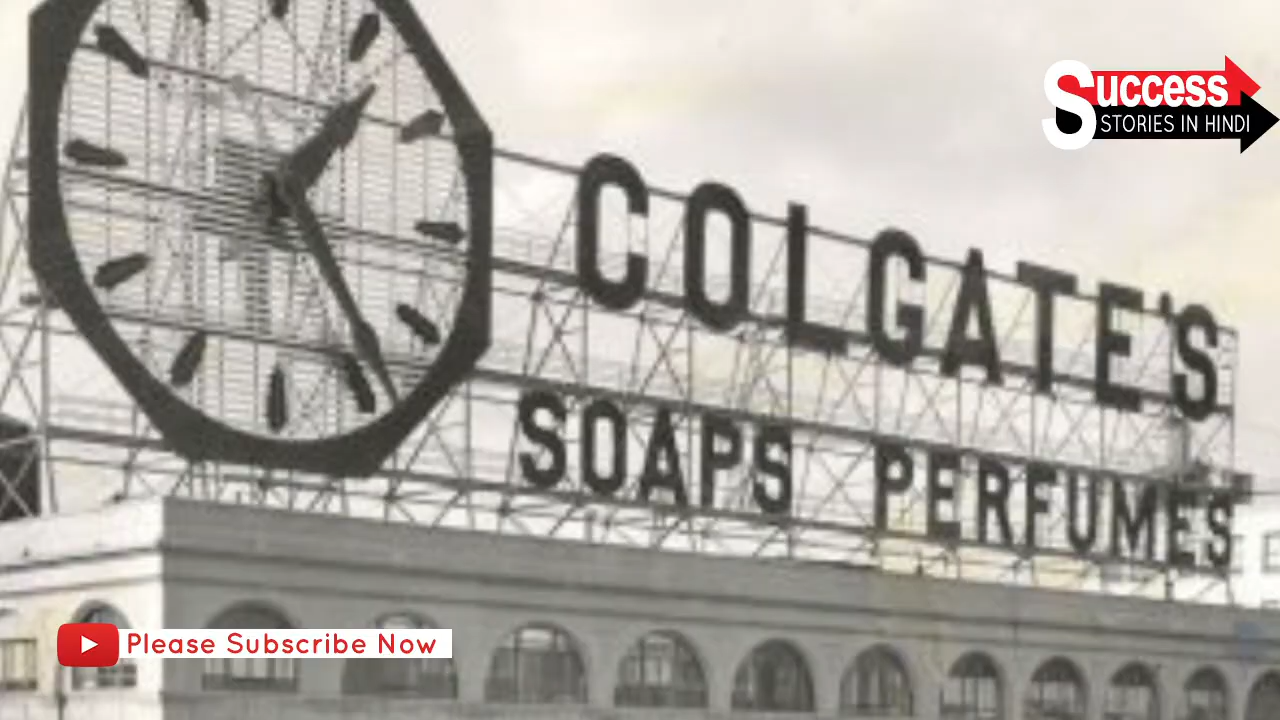 Success
STORIES IN HINDI
COLGATE'S
SOAPS PERFUMES
Please Subscribe Now